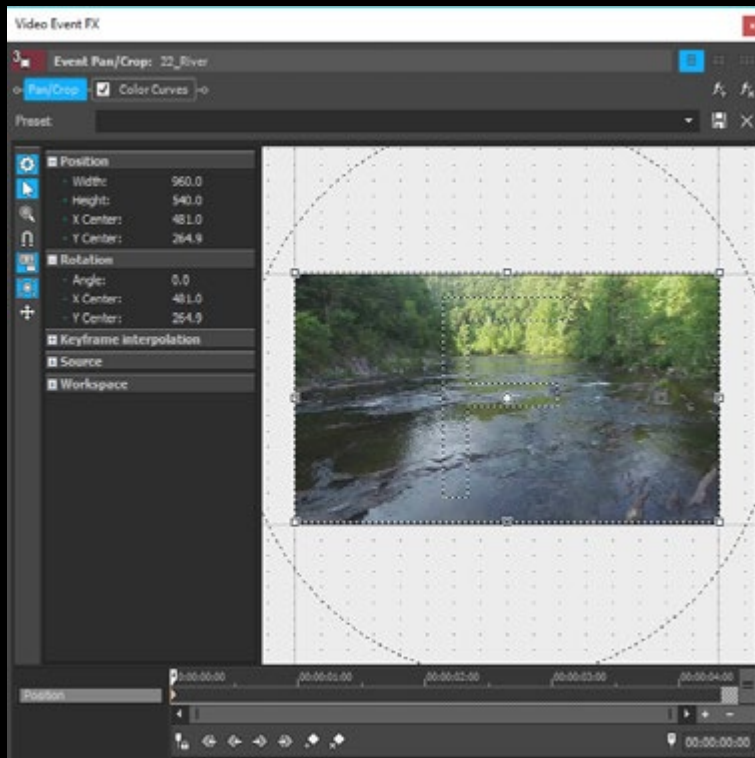 Video Event FX
3
Event Pan/Crop: 22_River
Pan/Crop
Color Curves
Preset:
Position
Width: 960.0
Height: 540.0
X Center: 481.0
Y Center: 264.9
Rotation
Angle: 0.0
X Center: 481.0
Y Center: 264.9
Keyframe interpolation
Source
Workspace
00:00:00:00
00:00:01:00
00:00:02:00
00:00:03:00
00:00:04:00
Position
00:00:00:00